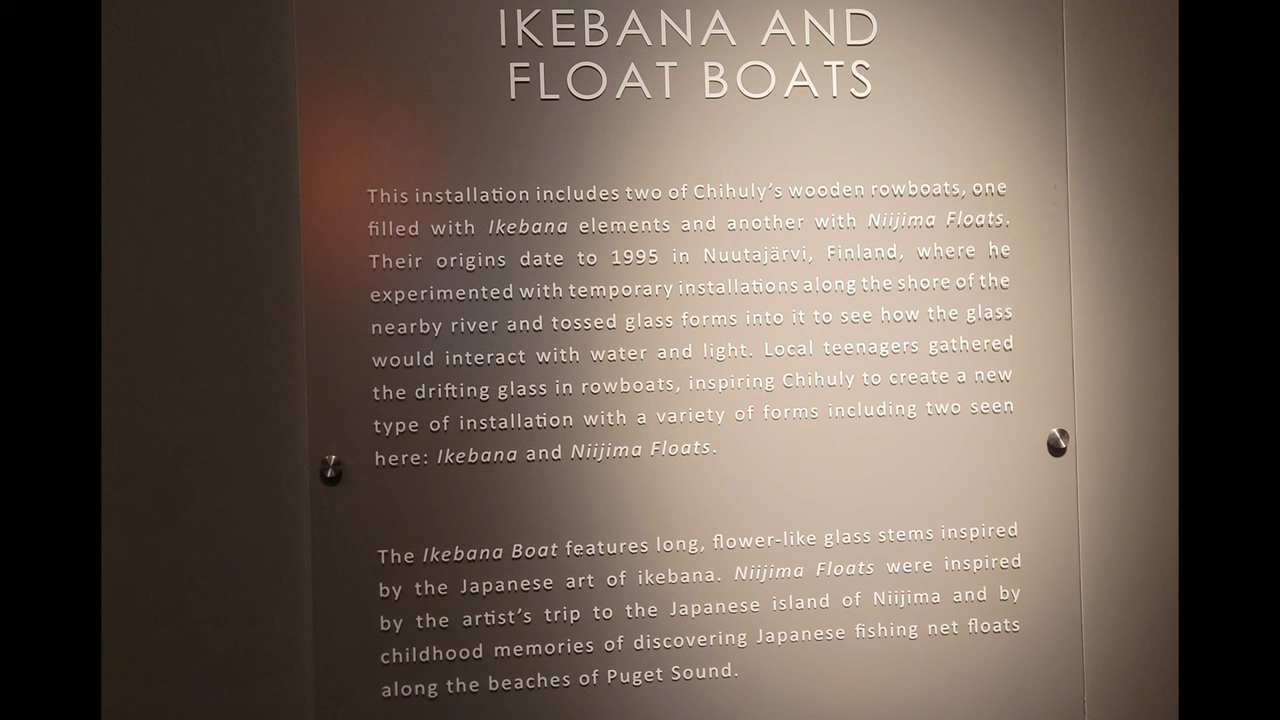 IKEBANA AND
FLOAT BOATS
This installation includes two of Chihuly's wooden rowboats, one
filled with Ikebana elements and another with Niijima Floats.
Their origins date to 1995 in Nuutajärvi, Finland, where he
experimented with temporary installations along the shore of the
nearby river and tossed glass forms into it to see how the glass
would interact with water and light. Local teenagers gathered
the drifting glass in rowboats, inspiring Chihuly to create a new
type of installation with a variety of forms including two seen
here: Ikebana and Niijima Floats.
The Ikebana Boat features long, flower-like glass stems inspired
by the Japanese art of ikebana. Niijima Floats were inspired
by the artist's trip to the Japanese island of Niijima and by
childhood memories of discovering Japanese fishing net floats
along the beaches of Puget Sound.